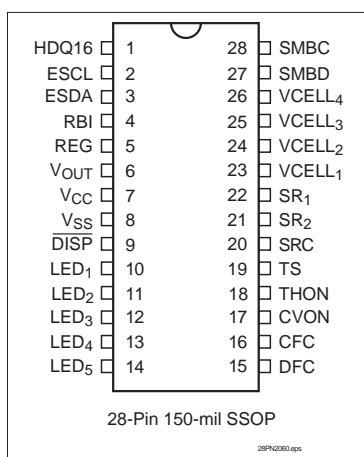 HDQ16 1 28 SMBC
ESCL 2 27 SMBD
ESDA 3 26 VCELL4
RBI 4 25 VCELL3
REG 5 24 VCELL2
VOUT 6 23 VCELL1
VCC 7 22 SR1
VSS 8 21 SR2
DISP 9 20 SRC
LED1 10 19 TS
LED2 11 18 THON
LED3 12 17 CVON
LED4 13 16 CFC
LED5 14 15 DFC
28-Pin 150-mil SSOP
28PN2060.eps